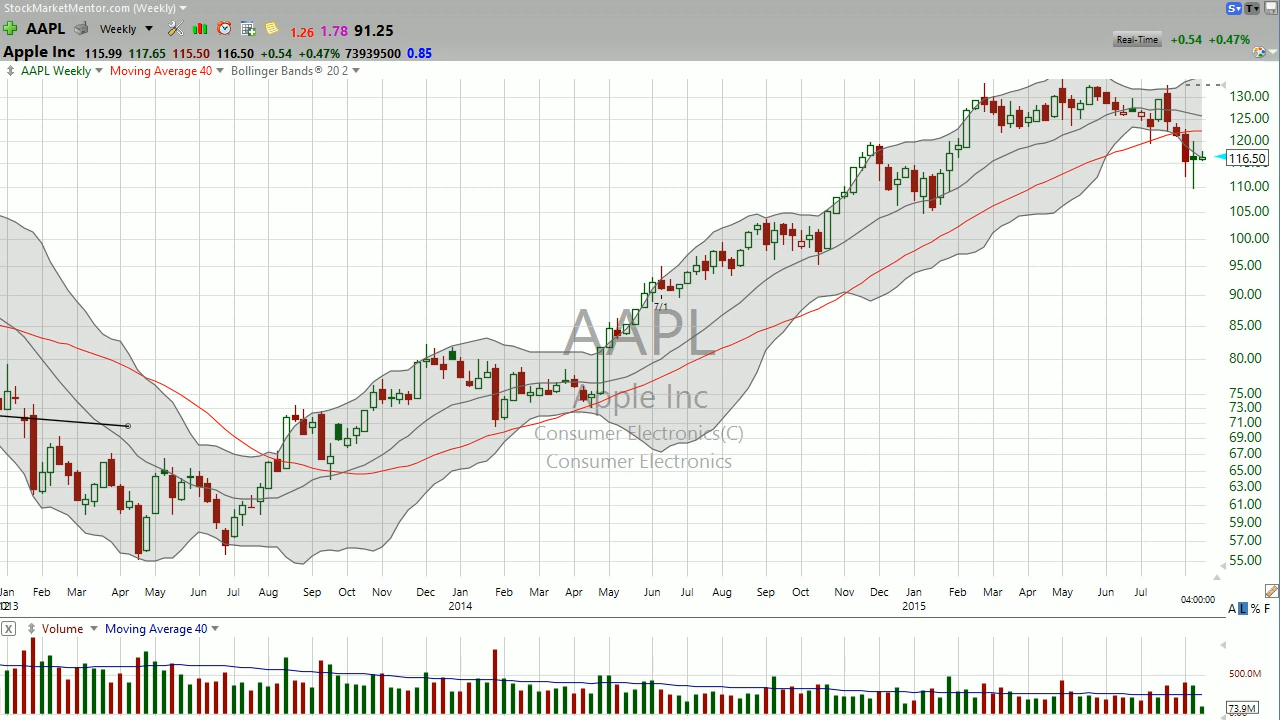 StockMarketMentor.com (Weekly)
AAPL Weekly 1.26 1.78 91.25
Apple Inc 115.99 117.65 115.50 116.50 +0.54 +0.47% 73939500 0.85
Real-Time +0.54 +0.47%
AAPL Weekly Moving Average 40 Bollinger Bands® 20 2
130.00
125.00
120.00
116.50
110.00
105.00
100.00
95.00
90.00
85.00
80.00
75.00
73.00
71.00
69.00
67.00
65.00
63.00
61.00
59.00
57.00
55.00
7/1
AAPL
Apple Inc
Consumer Electronics(C)
Consumer Electronics
Jan Feb Mar Apr May Jun Jul Aug Sep Oct Nov Dec 2014 Feb Mar Apr May Jun Jul Aug Sep Oct Nov Dec 2015 Feb Mar Apr May Jun Jul
04:00:00
A L % F
X Volume Moving Average 40
500.0M
73.9M